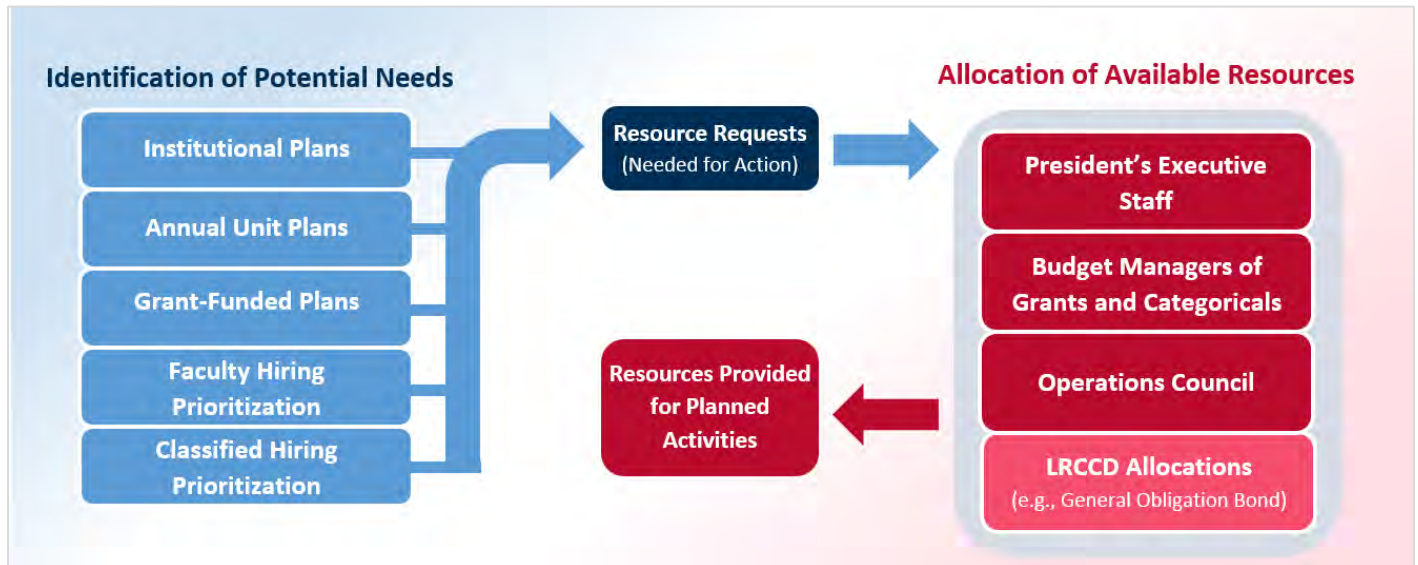 Identification of Potential Needs
Institutional Plans
Annual Unit Plans
Grant-Funded Plans
Faculty Hiring
Prioritization
Classified Hiring
Prioritization
Resource Requests
(Needed for Action)
Allocation of Available Resources
President’s Executive
Staff
Budget Managers of
Grants and Categoricals
Operations Council
LRCCD Allocations
(e.g., General Obligation Bond)
Resources Provided
for Planned
Activities